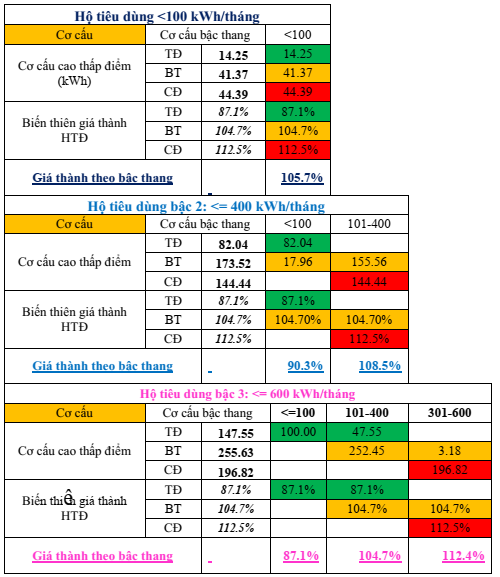 Hộ tiêu dùng <100 kWh/tháng
Cơ cấu Cơ cấu bậc thang <100
Cơ cấu cao thấp điểm (kWh) TĐ 14.25 14.25
BT 41.37 41.37
CĐ 44.39 44.39
Biến thiên giá thành HTĐ TĐ 87.1% 87.1%
BT 104.7% 104.7%
CĐ 112.5% 112.5%
Giá thành theo bậc thang 105.7%
Hộ tiêu dùng bậc 2: <= 400 kWh/tháng
Cơ cấu Cơ cấu bậc thang <100 101-400
Cơ cấu cao thấp điểm TĐ 82.04 82.04
BT 173.52 17.96 155.56
CĐ 144.44 144.44
Biến thiên giá thành HTĐ TĐ 87.1% 87.1%
BT 104.7% 104.70% 104.70%
CĐ 112.5% 112.5%
Giá thành theo bậc thang 90.3% 108.5%
Hộ tiêu dùng bậc 3: <= 600 kWh/tháng
Cơ cấu Cơ cấu bậc thang <=100 101-400 301-600
Cơ cấu cao thấp điểm TĐ 147.55 100.00 47.55
BT 255.63 252.45 3.18
CĐ 196.82 196.82
Biến thiên giá thành HTĐ TĐ 87.1% 87.1% 87.1%
BT 104.7% 104.7% 104.7%
CĐ 112.5% 112.5%
Giá thành theo bậc thang 87.1% 104.7% 112.4%